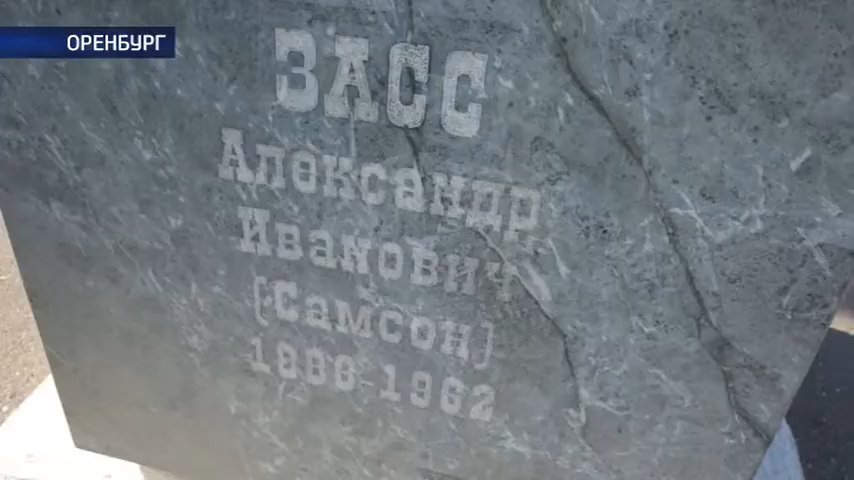 ОРЕНБУРГ
ЗАСС
Александр
Иванович
(Самсон)
1888-1962